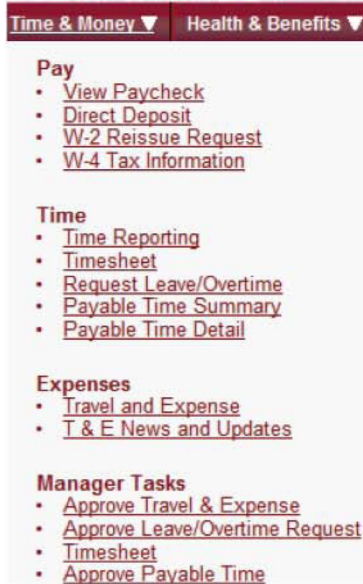 Time & Money ▼ Health & Benefits ▼
Pay
• View Paycheck
• Direct Deposit
• W-2 Reissue Request
• W-4 Tax Information
Time
• Time Reporting
• Timesheet
• Request Leave/Overtime
• Payable Time Summary
• Payable Time Detail
Expenses
• Travel and Expense
• T & E News and Updates
Manager Tasks
• Approve Travel & Expense
• Approve Leave/Overtime Request
• Timesheet
• Approve Payable Time